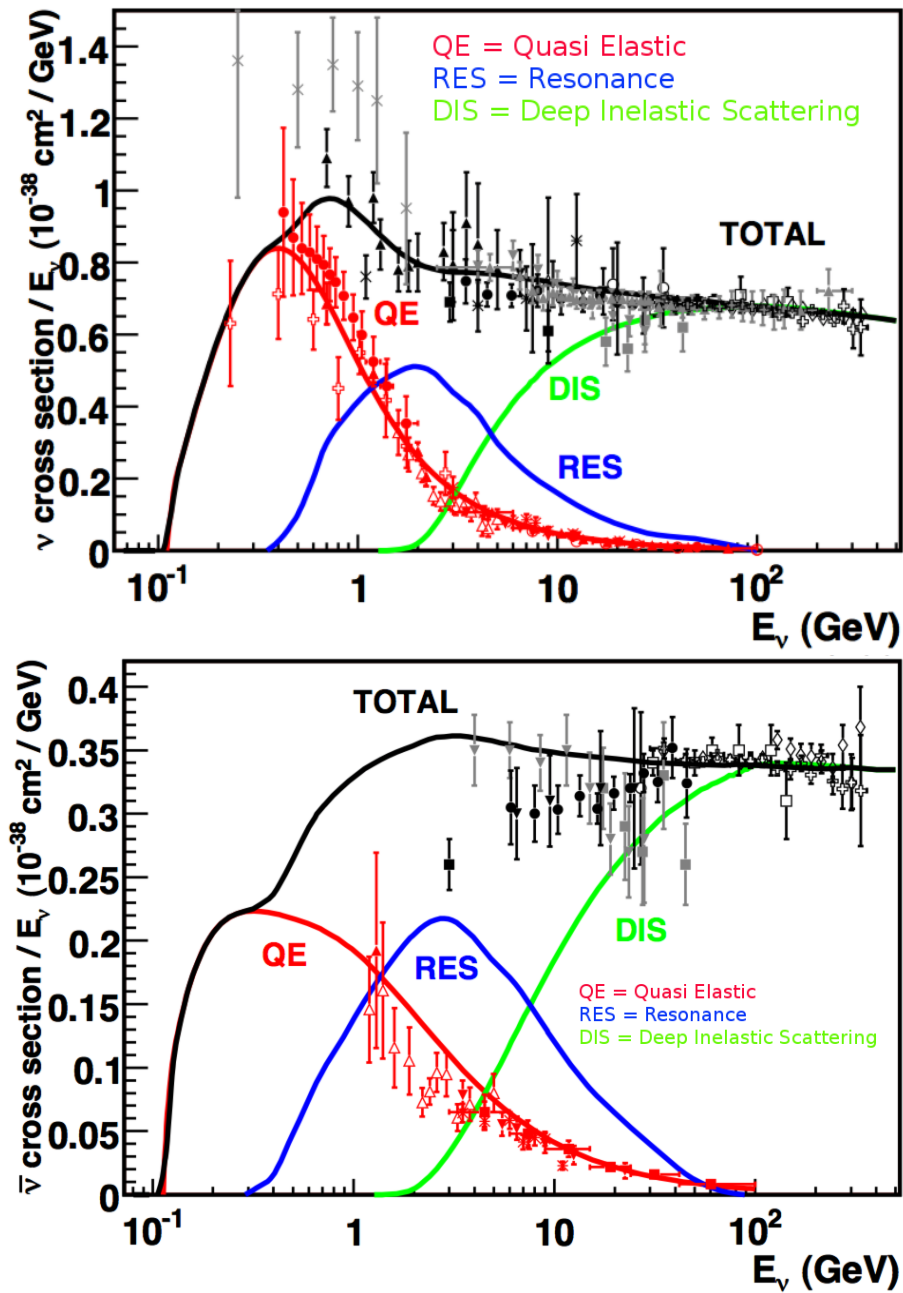 ν cross section / Eν (10-38 cm2 / GeV)
1.4
1.2
1
0.8
0.6
0.4
0.2
0
QE = Quasi Elastic
RES = Resonance
DIS = Deep Inelastic Scattering
TOTAL
QE
DIS
RES
10-1
1
10
102
Eν (GeV)
ν̅ cross section / Eν (10-38 cm2 / GeV)
0.4
0.35
0.3
0.25
0.2
0.15
0.1
0.05
0
TOTAL
QE
RES
DIS
QE = Quasi Elastic
RES = Resonance
DIS = Deep Inelastic Scattering
10-1
1
10
102
Eν (GeV)